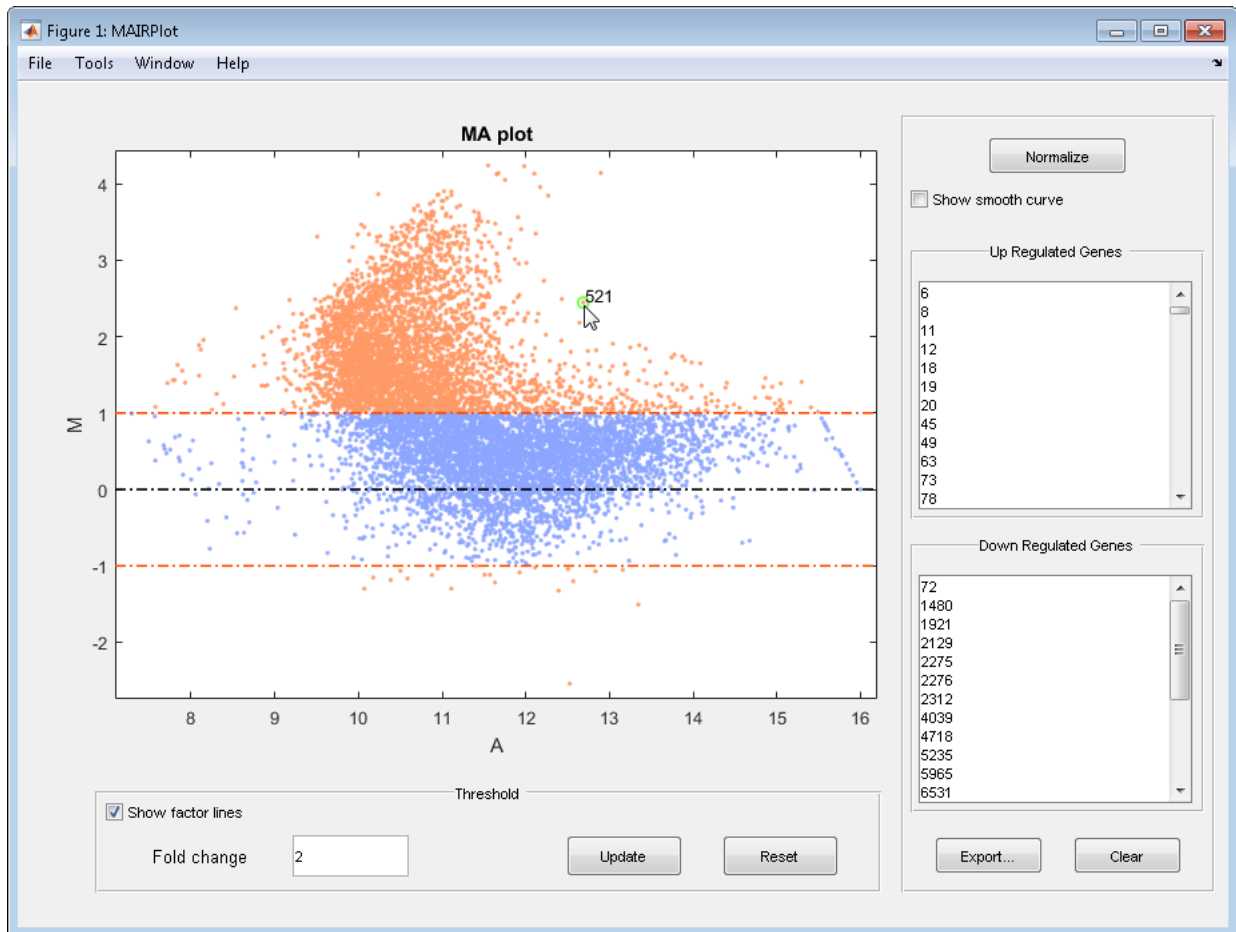 Figure 1: MAIRPlot
File Tools Window Help
MA plot
4
3
2
1
0
-1
-2
M
521
8 9 10 11 12 13 14 15 16
A
Threshold
Show factor lines
Fold change 2 Update Reset
Normalize
Show smooth curve
Up Regulated Genes
6
8
11
12
18
19
20
45
49
63
73
78
Down Regulated Genes
72
1480
1921
2129
2275
2276
2312
4039
4718
5235
5965
6531
Export... Clear